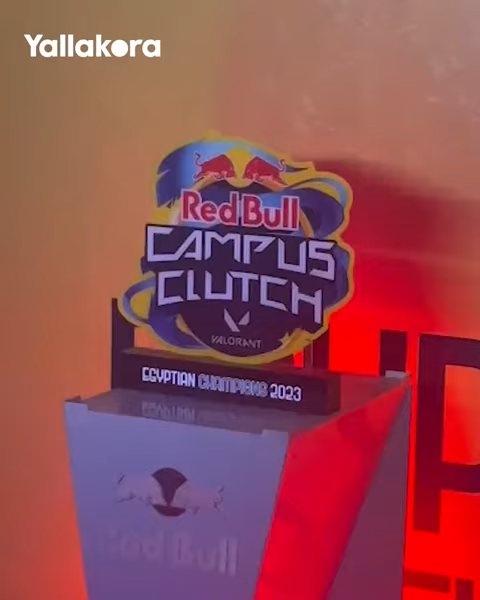 Yallakora
Red Bull
CAMPUS
CLUTCH
VALORANT
EGYPTIAN CHAMPIONS 2023
Red Bull